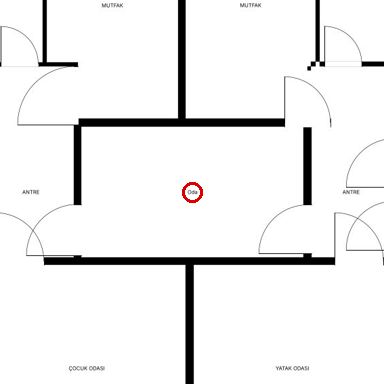 MUTFAK
MUTFAK
ANTRE
Oda
ANTRE
ÇOCUK ODASI
YATAK ODASI